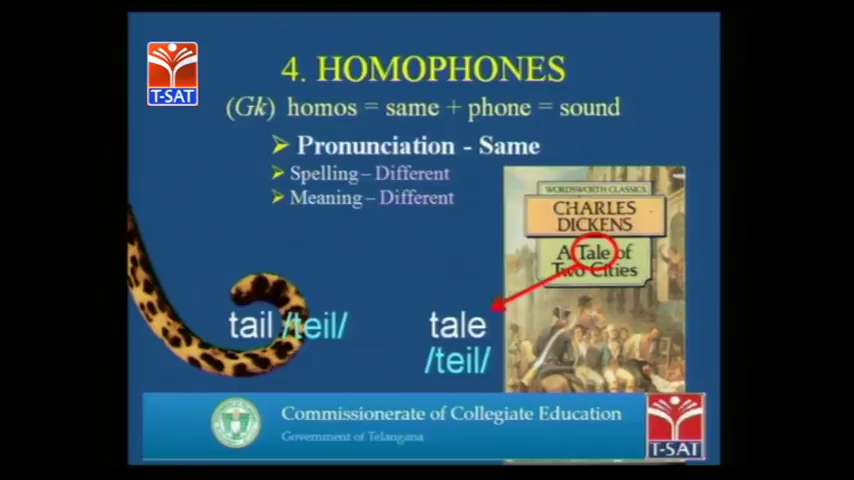 T-SAT
4. HOMOPHONES
(Gk) homos = same + phone = sound
➤ Pronunciation - Same
➤ Spelling – Different
➤ Meaning – Different
WORDSWORTH CLASSICS
CHARLES
DICKENS
A Tale of
Two Cities
tail /teil/
tale
/teil/
Commissionerate of Collegiate Education
Government of Telangana
T-SAT